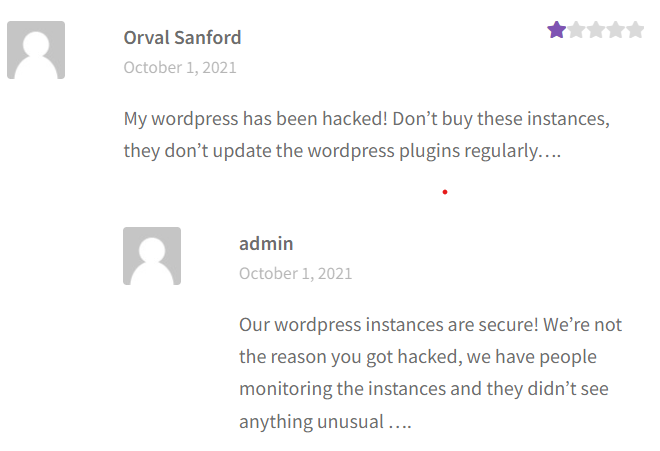 Orval Sanford
October 1, 2021
My wordpress has been hacked! Don’t buy these instances,
they don’t update the wordpress plugins regularly….
admin
October 1, 2021
Our wordpress instances are secure! We’re not
the reason you got hacked, we have people
monitoring the instances and they didn’t see
anything unusual ….